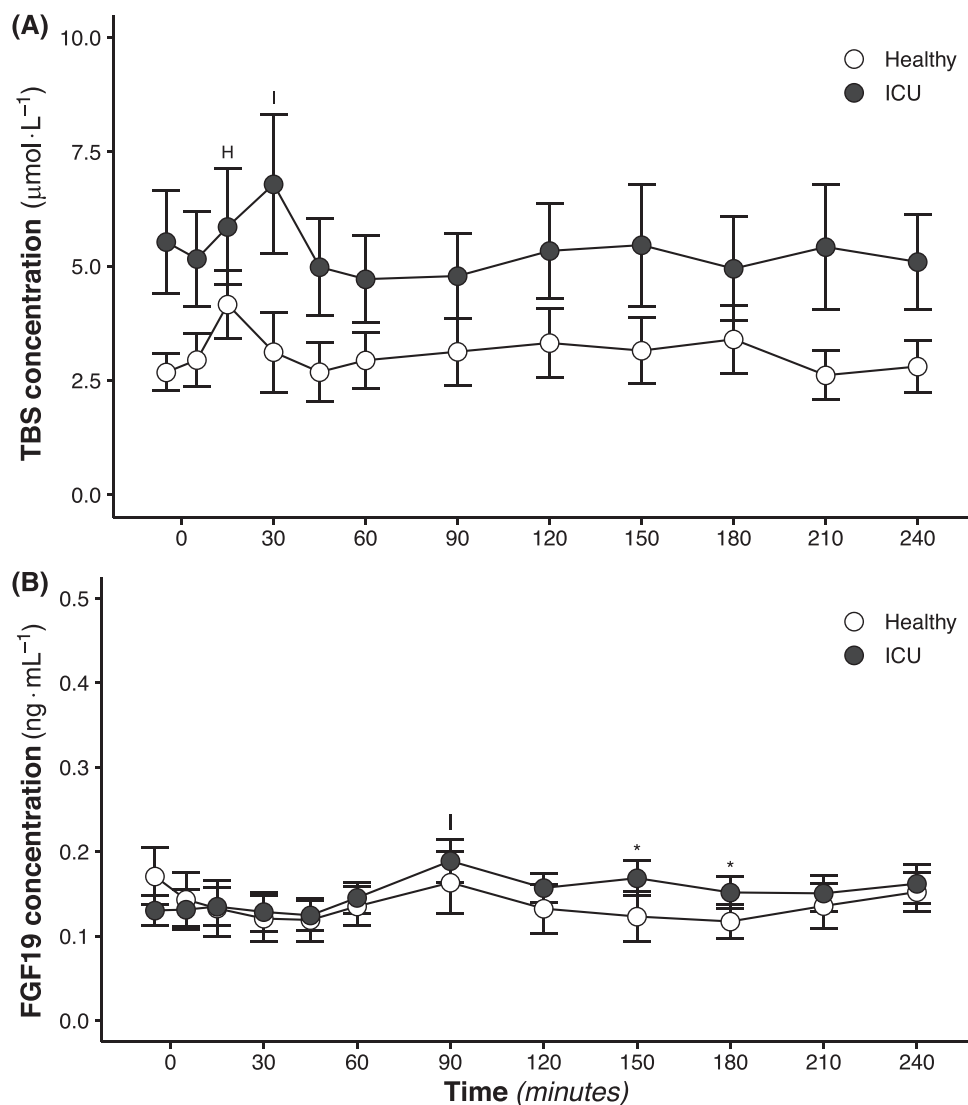 (A)
10.0
7.5
5.0
2.5
0.0
TBS concentration (μmol·L⁻¹)
Healthy
ICU
H
I
0 30 60 90 120 150 180 210 240
(B)
0.5
0.4
0.3
0.2
0.1
0.0
FGF19 concentration (ng·mL⁻¹)
Healthy
ICU
I
* *
0 30 60 90 120 150 180 210 240
Time (minutes)